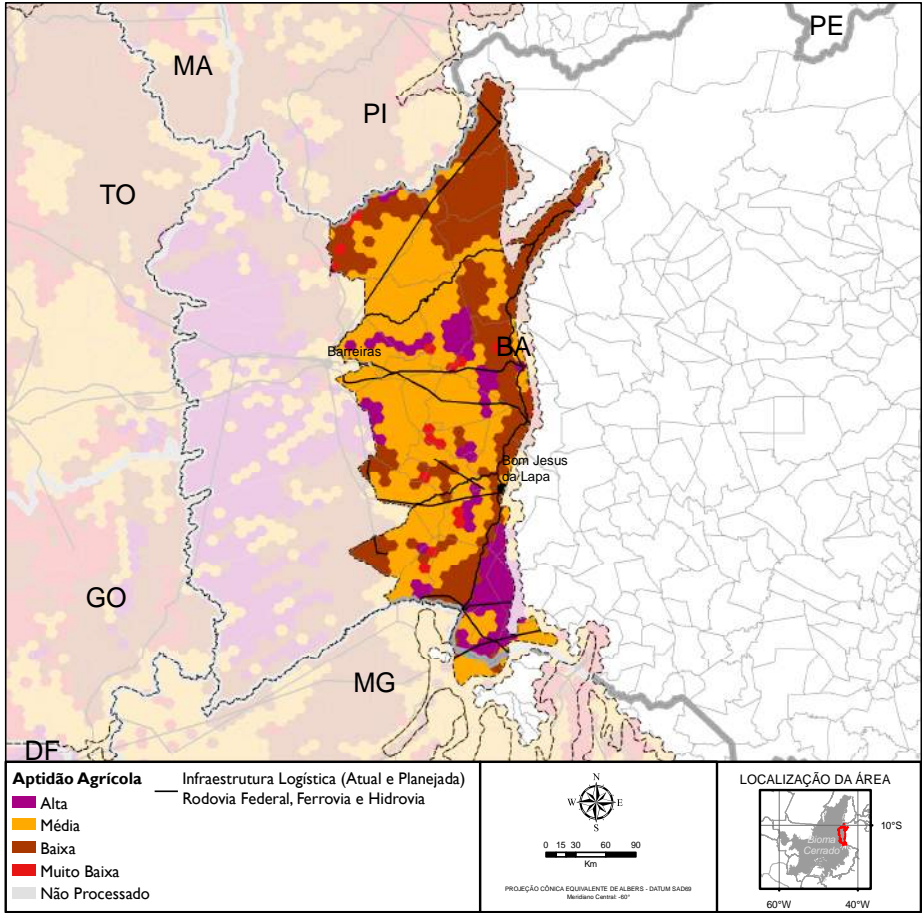 PE
MA
PI
TO
BA
Barreiras
Bom Jesus
da Lapa
GO
MG
DF
Aptidão Agrícola
Alta
Média
Baixa
Muito Baixa
Não Processado
Infraestrutura Logística (Atual e Planejada)
Rodovia Federal, Ferrovia e Hidrovia
N
W E
S
0 15 30 60 90
Km
PROJEÇÃO CÔNICA EQUIVALENTE DE ALBERS - DATUM SAD69
Meridiano Central: -60°
LOCALIZAÇÃO DA ÁREA
10°S
Bioma
Cerrado
60°W 40°W